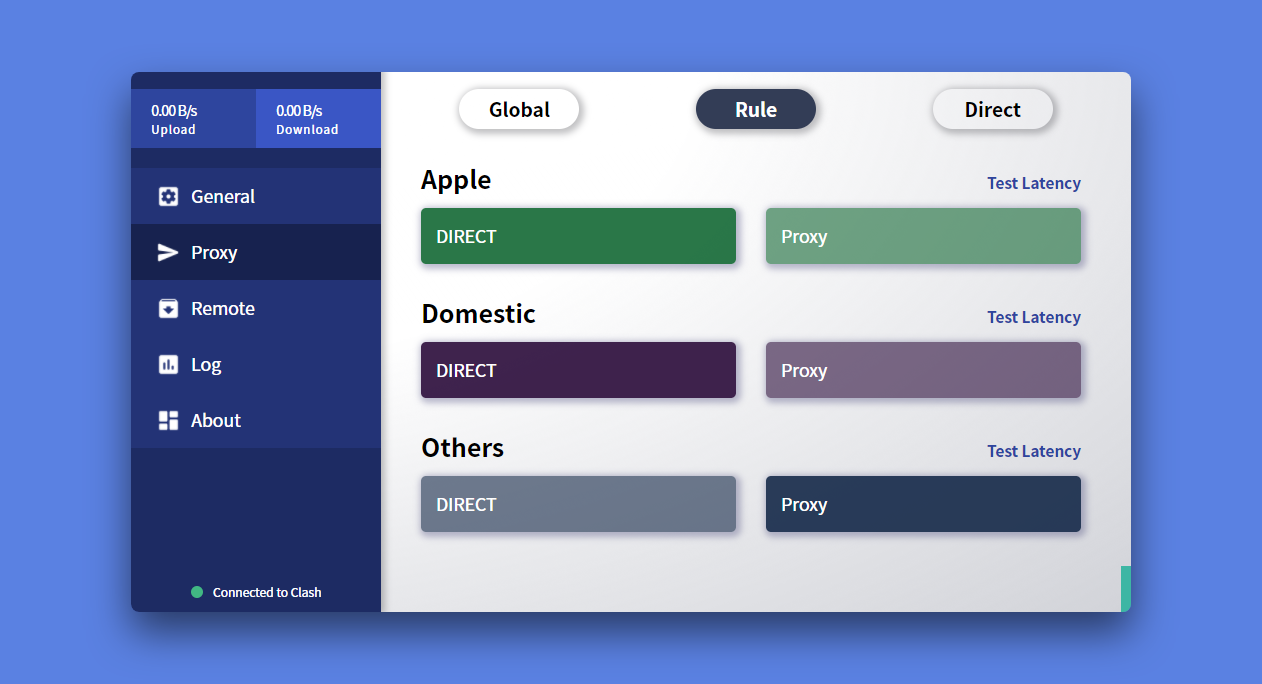 0.00 B/s
Upload
0.00 B/s
Download
General
Proxy
Remote
Log
About
Connected to Clash
Global
Rule
Direct
Apple
Test Latency
DIRECT
Proxy
Domestic
Test Latency
DIRECT
Proxy
Others
Test Latency
DIRECT
Proxy